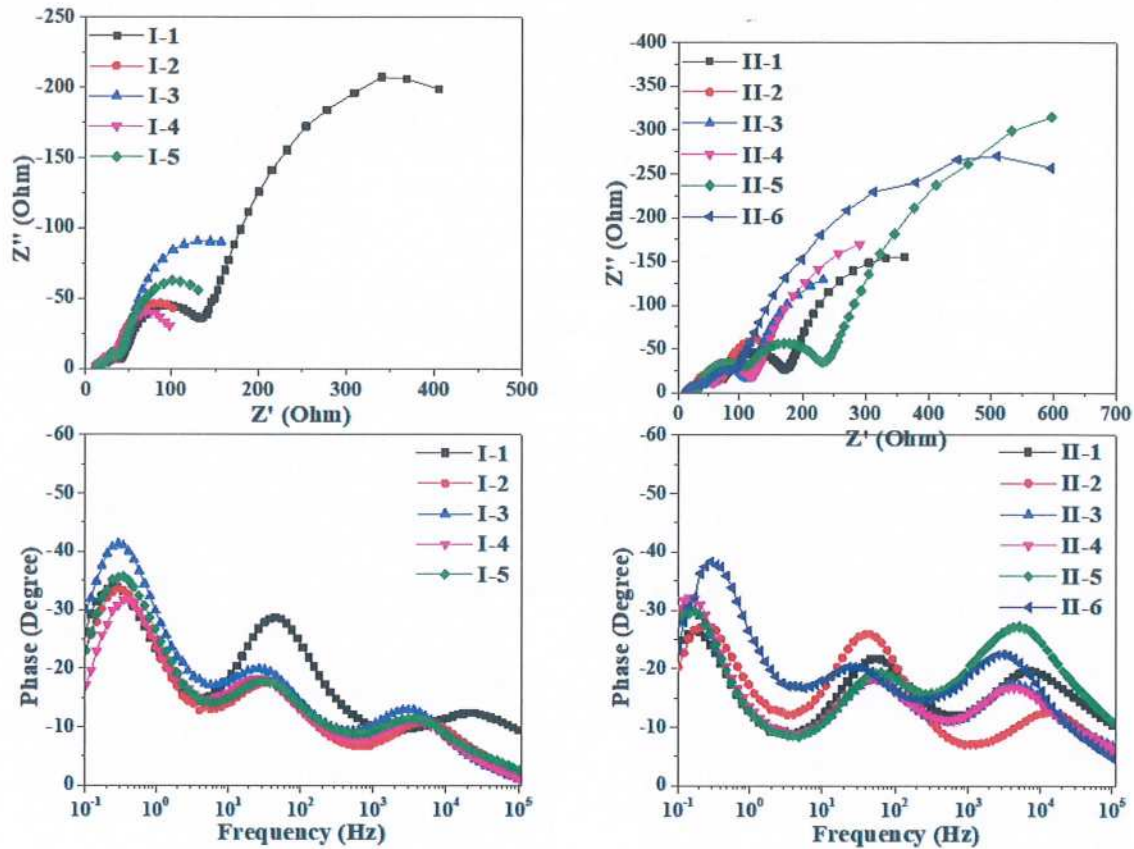 -250
-200
-150
-100
-50
0
Z'' (Ohm)
I-1
I-2
I-3
I-4
I-5
0 100 200 300 400 500
Z' (Ohm)
-400
-350
-300
-250
-200
-150
-100
-50
0
Z'' (Ohm)
II-1
II-2
II-3
II-4
II-5
II-6
0 100 200 300 400 500 600 700
Z' (Ohm)
-60
-50
-40
-30
-20
-10
0
Phase (Degree)
I-1
I-2
I-3
I-4
I-5
10-1 100 101 102 103 104 105
Frequency (Hz)
-60
-50
-40
-30
-20
-10
0
Phase (Degree)
II-1
II-2
II-3
II-4
II-5
II-6
10-1 100 101 102 103 104 105
Frequency (Hz)